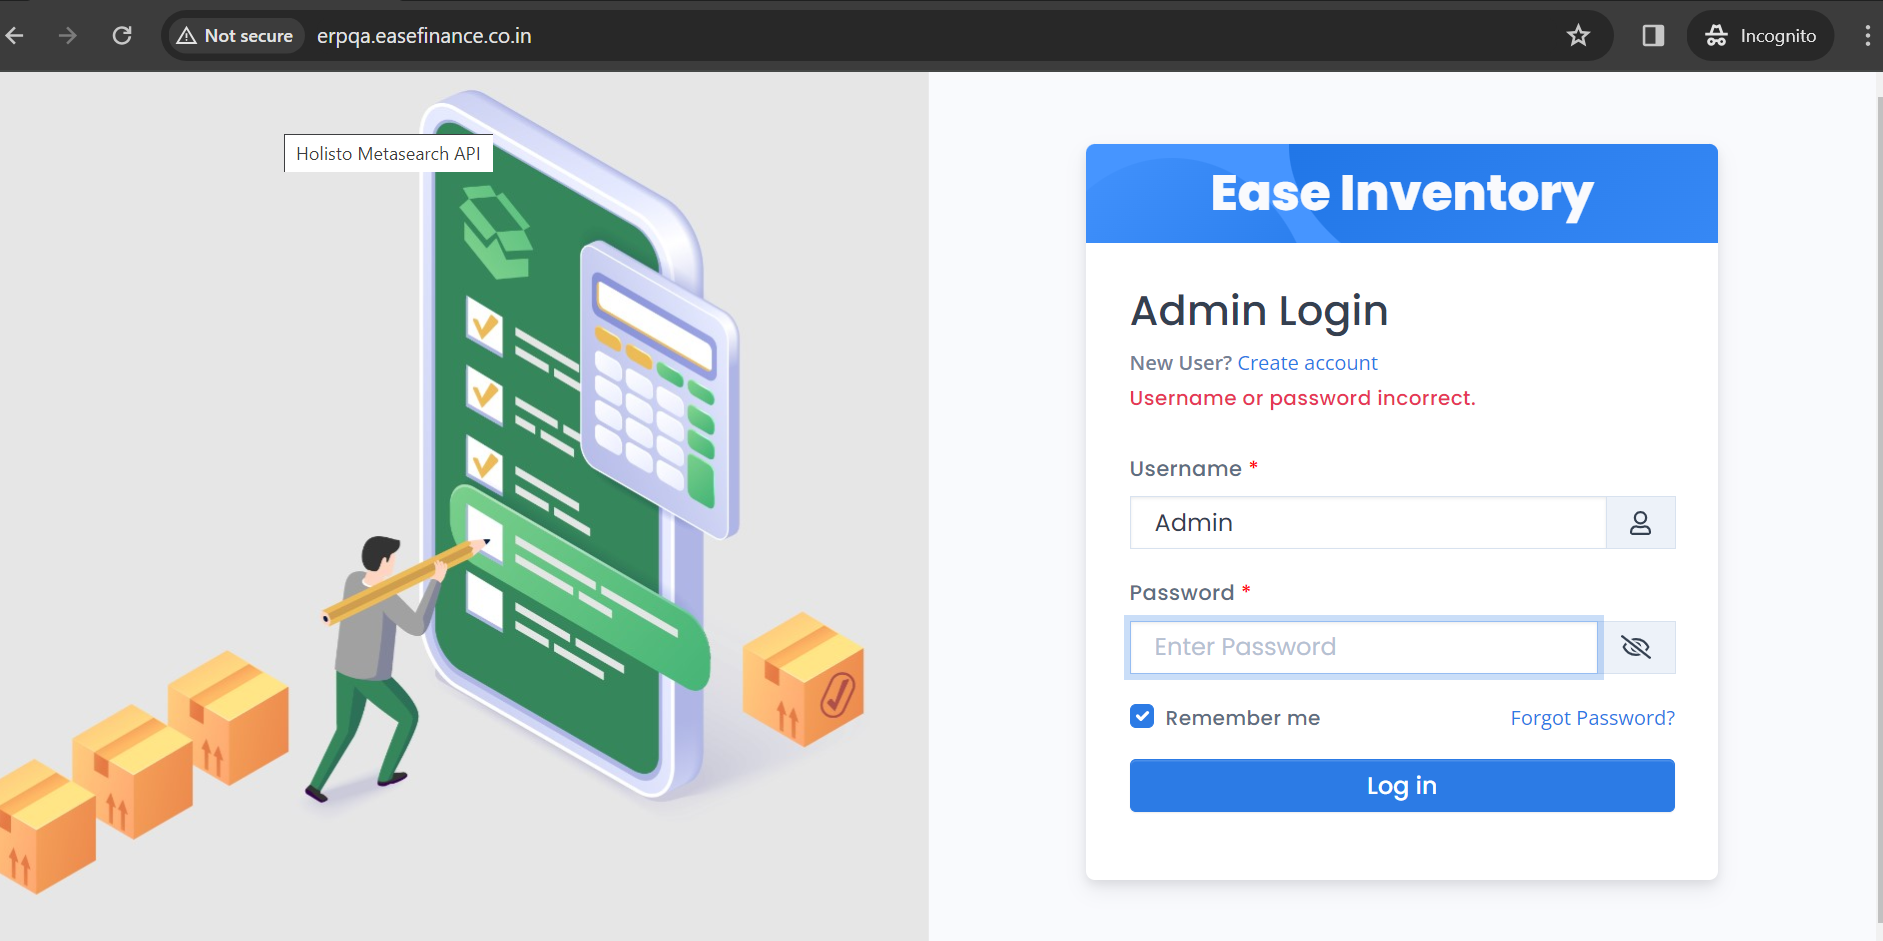 Not secure
erpqa.easefinance.co.in
Incognito
Holisto Metasearch API
Ease Inventory
Admin Login
New User? Create account
Username or password incorrect.
Username *
Admin
Password *
Enter Password
Remember me
Forgot Password?
Log in